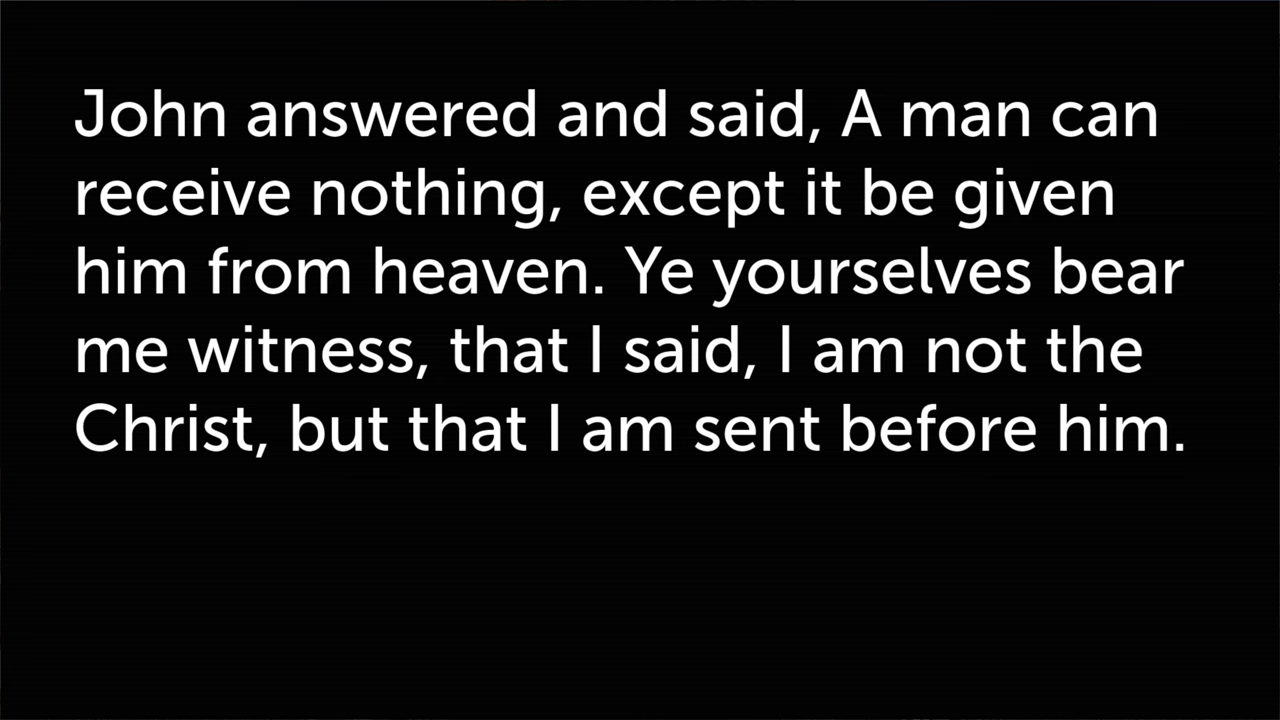 John answered and said, A man can
receive nothing, except it be given
him from heaven. Ye yourselves bear
me witness, that I said, I am not the
Christ, but that I am sent before him.